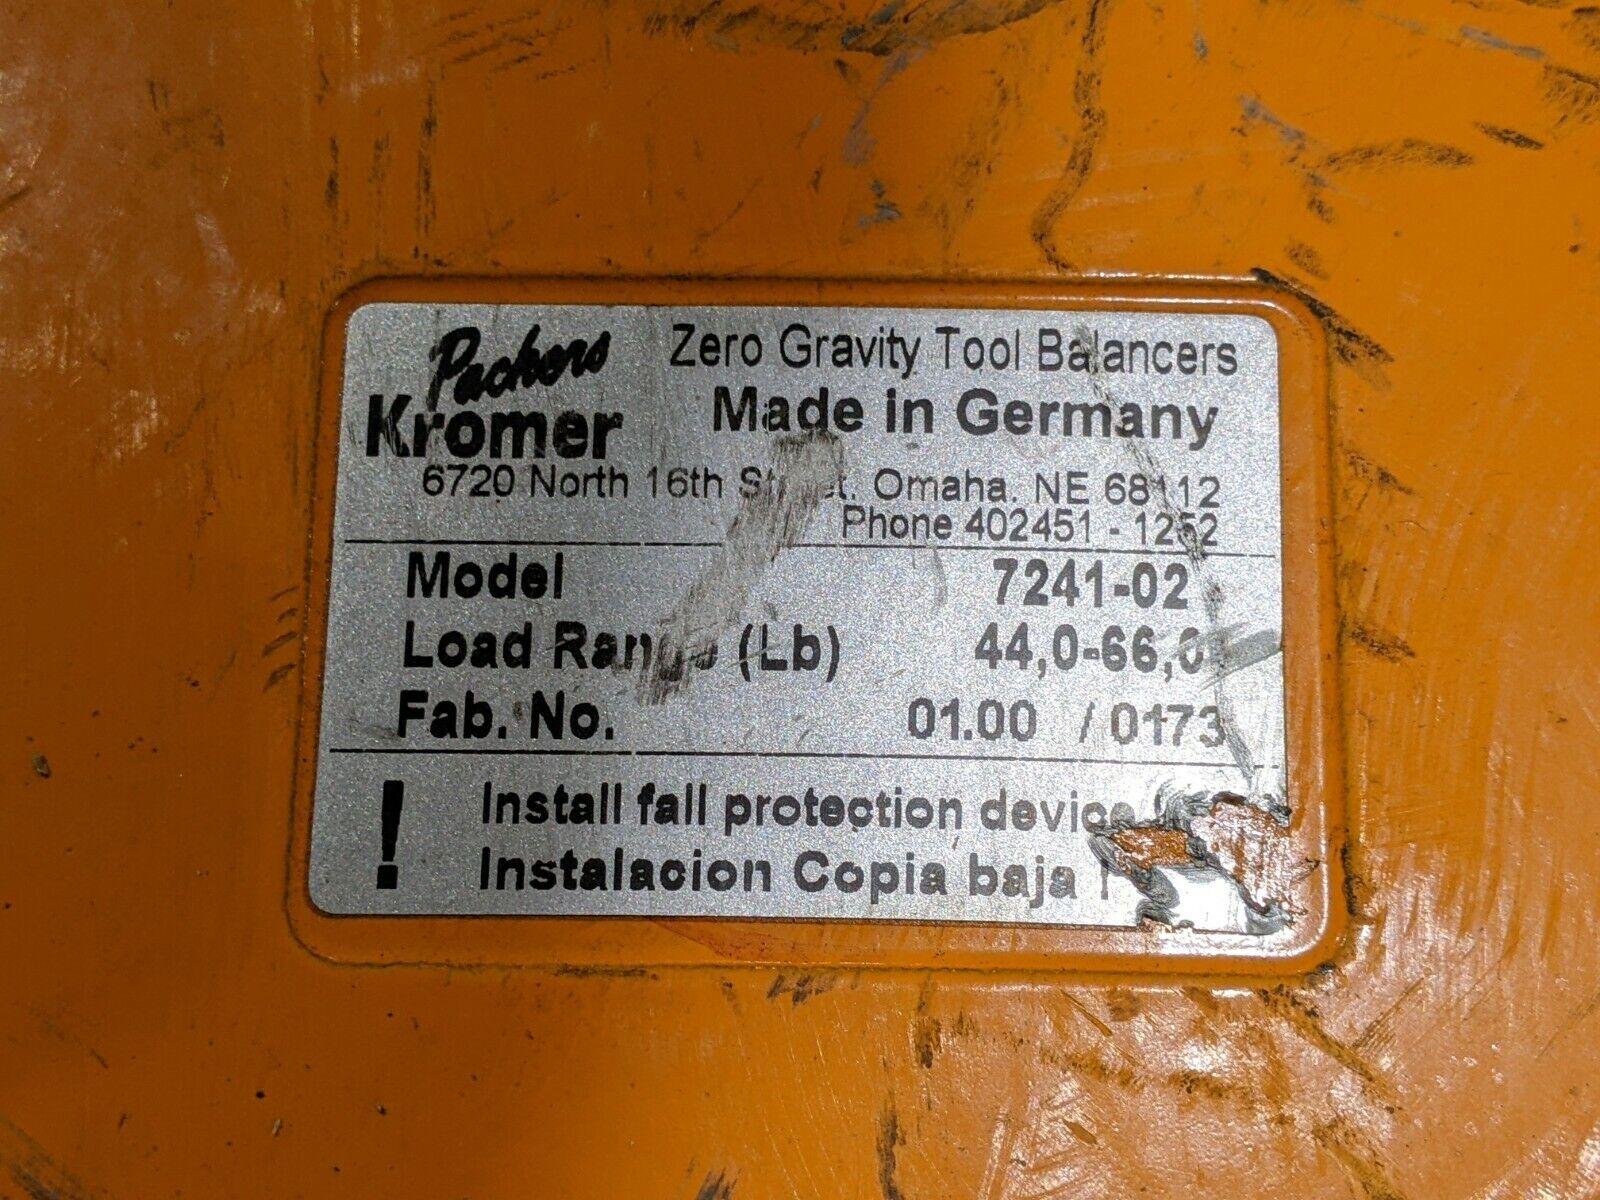 Packers Zero Gravity Tool Balancers
Kromer Made in Germany
6720 North 16th Street. Omaha. NE 68112
Phone 402451 - 1252
Model 7241-02
Load Range (Lb) 44,0-66,0
Fab. No. 01.00 / 0173
! Install fall protection device
Instalacion Copia baja